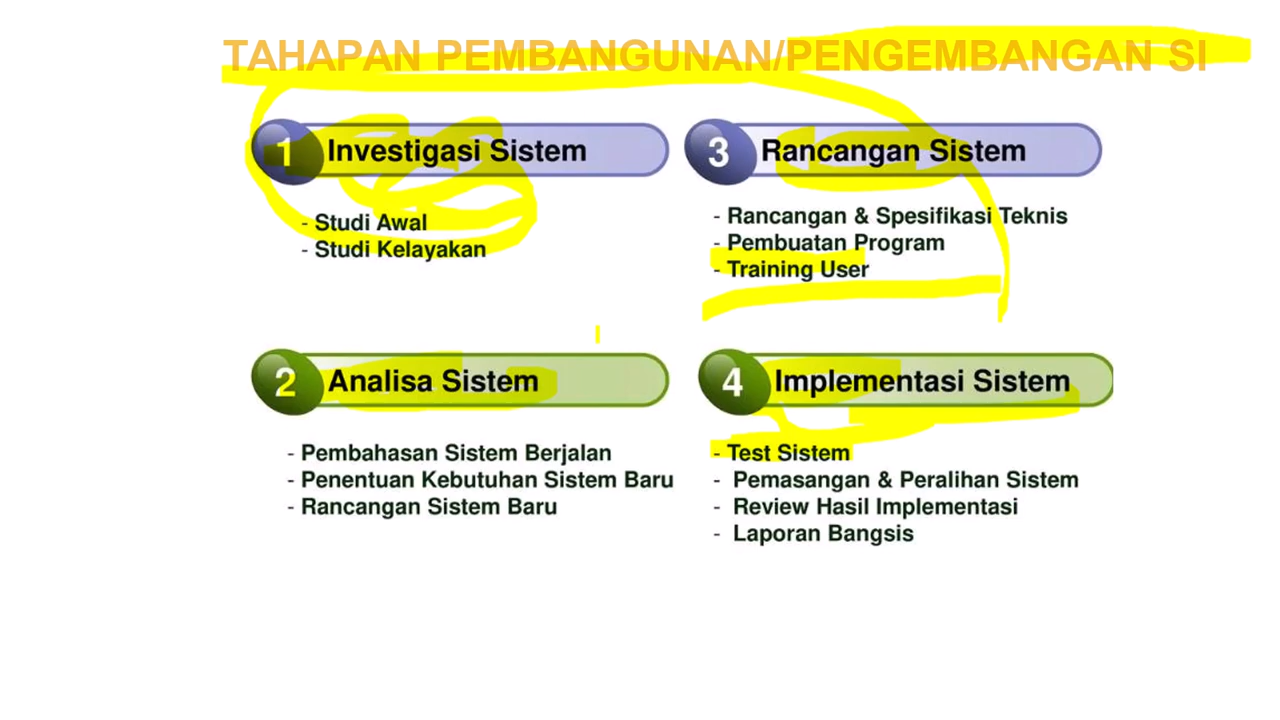 TAHAPAN PEMBANGUNAN/PENGEMBANGAN SI
1 Investigasi Sistem
- Studi Awal
- Studi Kelayakan
2 Analisa Sistem
- Pembahasan Sistem Berjalan
- Penentuan Kebutuhan Sistem Baru
- Rancangan Sistem Baru
3 Rancangan Sistem
- Rancangan & Spesifikasi Teknis
- Pembuatan Program
- Training User
4 Implementasi Sistem
- Test Sistem
- Pemasangan & Peralihan Sistem
- Review Hasil Implementasi
- Laporan Bangsis